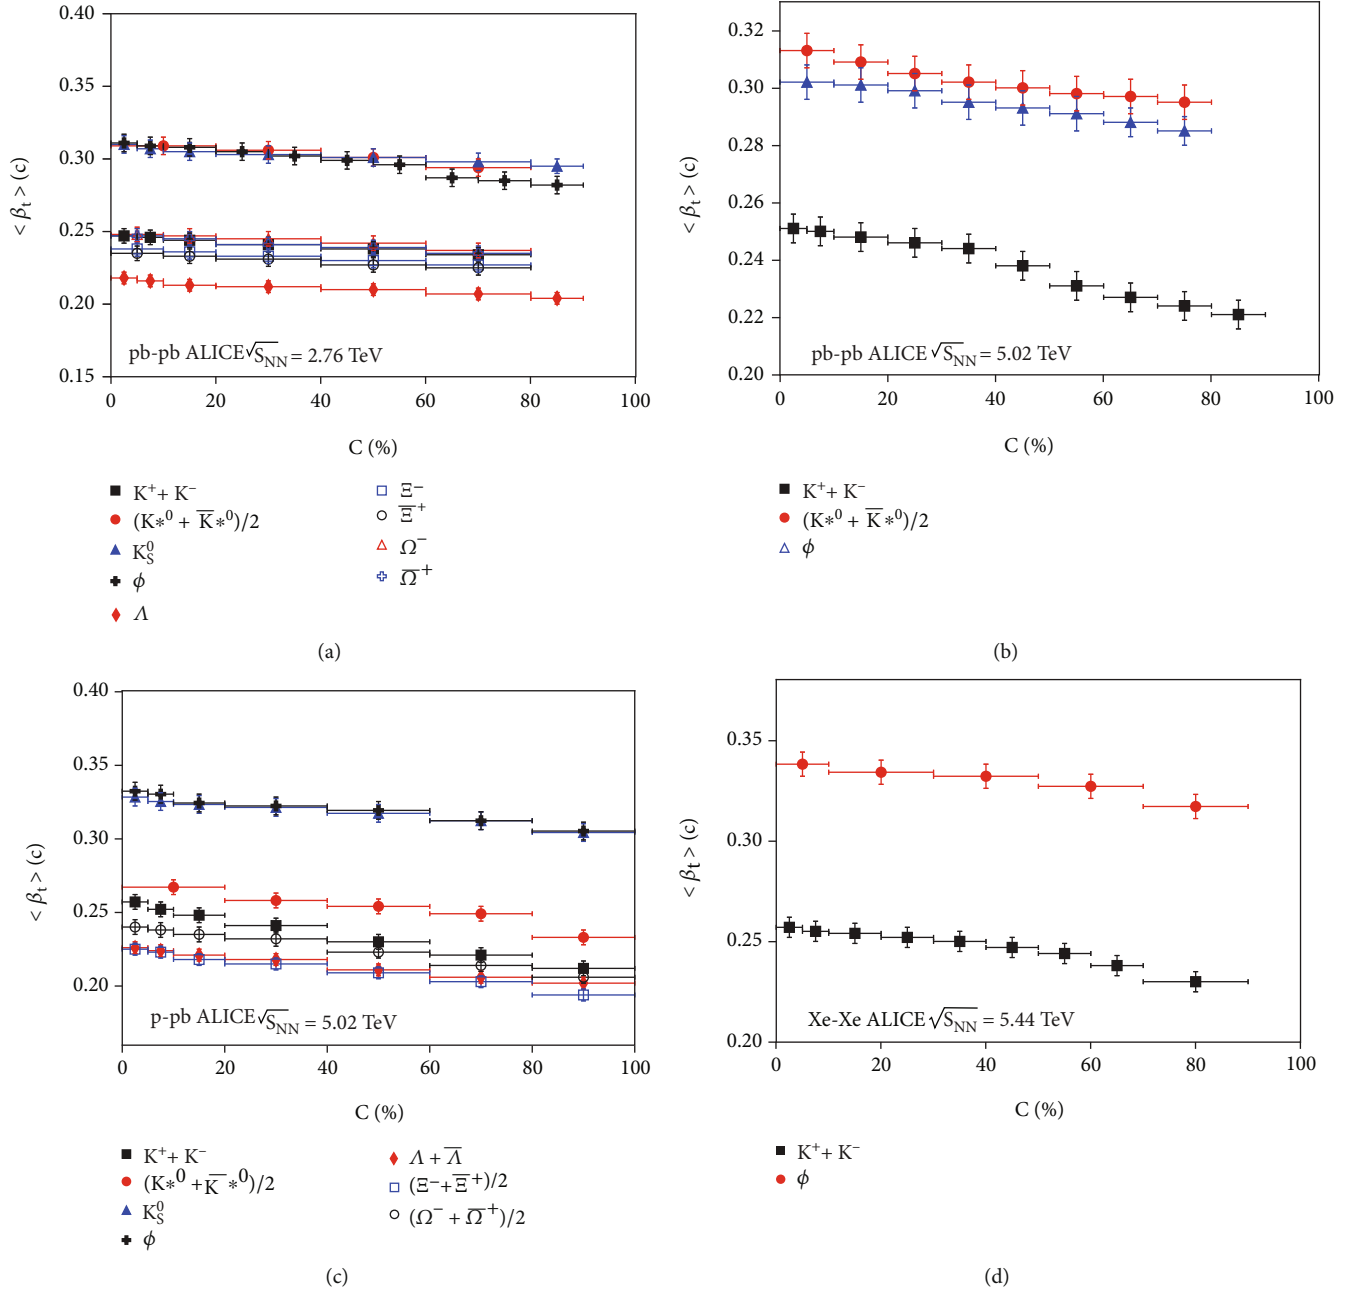 0.40
0.35
0.30
0.25
0.20
0.15
< β_t > (c)
pb-pb ALICE √S_NN = 2.76 TeV
0 20 40 60 80 100
C (%)
K⁺ + K⁻
(K*⁰ + K̅*⁰)/2
K_S⁰
ϕ
Λ
Ξ⁻
Ξ̅⁺
Ω⁻
Ω̅⁺
(a)
0.32
0.30
0.28
0.26
0.24
0.22
0.20
< β_t > (c)
pb-pb ALICE √S_NN = 5.02 TeV
0 20 40 60 80 100
C (%)
K⁺ + K⁻
(K*⁰ + K̅*⁰)/2
ϕ
(b)
0.40
0.35
0.30
0.25
0.20
< β_t > (c)
p-pb ALICE √S_NN = 5.02 TeV
0 20 40 60 80 100
C (%)
K⁺ + K⁻
(K*⁰ + K̅*⁰)/2
K_S⁰
ϕ
Λ + Λ̅
(Ξ⁻ + Ξ̅⁺)/2
(Ω⁻ + Ω̅⁺)/2
(c)
0.35
0.30
0.25
0.20
< β_t > (c)
Xe-Xe ALICE √S_NN = 5.44 TeV
0 20 40 60 80 100
C (%)
K⁺ + K⁻
ϕ
(d)